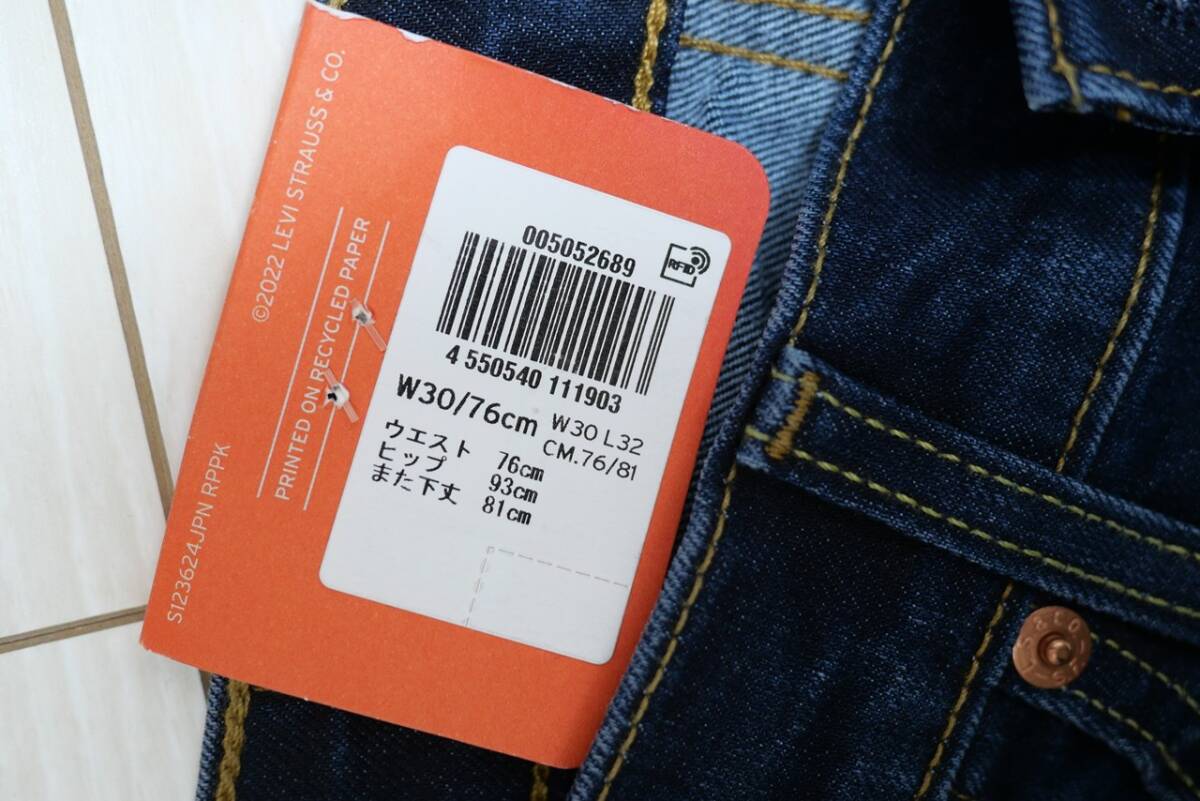 ©2022 LEVI STRAUSS & CO.
PRINTED ON RECYCLED PAPER
S123624JPN RPPK
005052689
RFID
4 550540 111903
W30/76cm
W30 L32
CM.76/81
ウエスト 76cm
ヒップ 93cm
また下丈 81cm